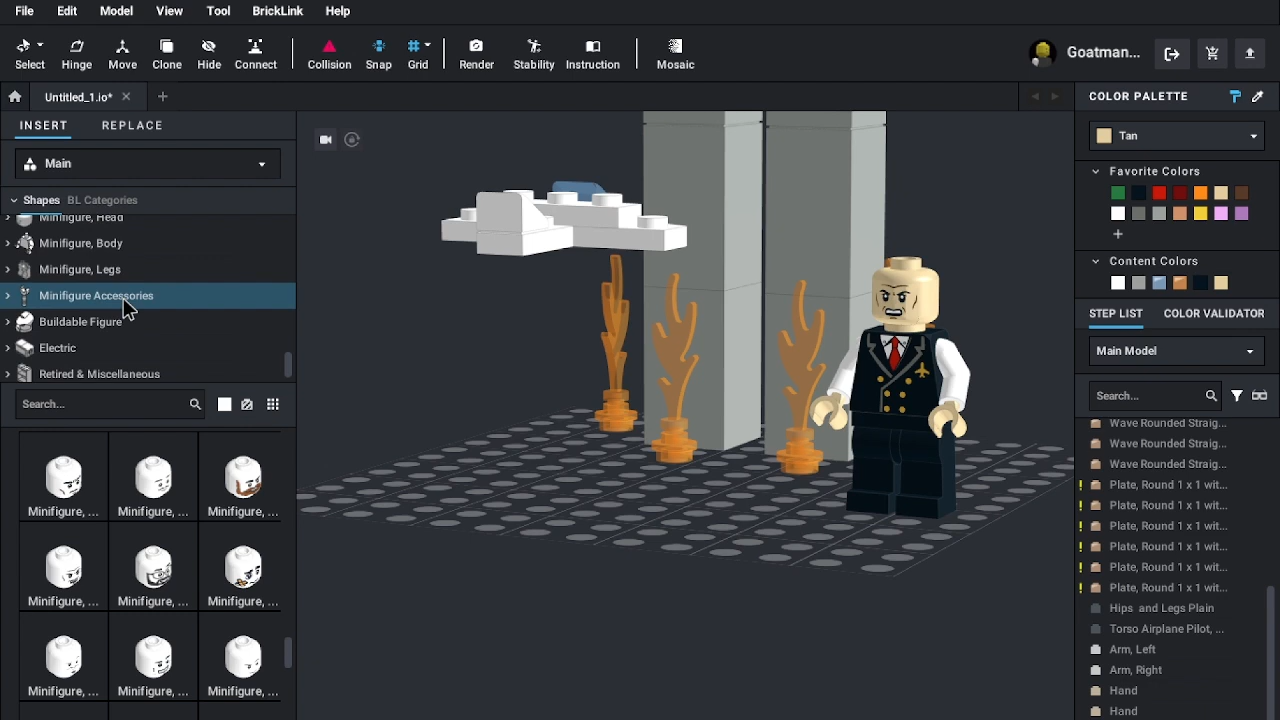 File Edit Model View Tool BrickLink Help
Select Hinge Move Clone Hide Connect Collision Snap Grid Render Stability Instruction Mosaic Goatman...
Untitled_1.io*
INSERT REPLACE
Main
Shapes BL Categories
Minifigure, Head
Minifigure, Body
Minifigure, Legs
Minifigure Accessories
Buildable Figure
Electric
Retired & Miscellaneous
Search...
Minifigure, ... Minifigure, ... Minifigure, ...
Minifigure, ... Minifigure, ... Minifigure, ...
Minifigure, ... Minifigure, ... Minifigure, ...
COLOR PALETTE
Tan
Favorite Colors
Content Colors
STEP LIST COLOR VALIDATOR
Main Model
Search...
Wave Rounded Straig...
Wave Rounded Straig...
Wave Rounded Straig...
Plate, Round 1 x 1 wit...
Plate, Round 1 x 1 wit...
Plate, Round 1 x 1 wit...
Plate, Round 1 x 1 wit...
Plate, Round 1 x 1 wit...
Plate, Round 1 x 1 wit...
Hips and Legs Plain
Torso Airplane Pilot, ...
Arm, Left
Arm, Right
Hand
Hand